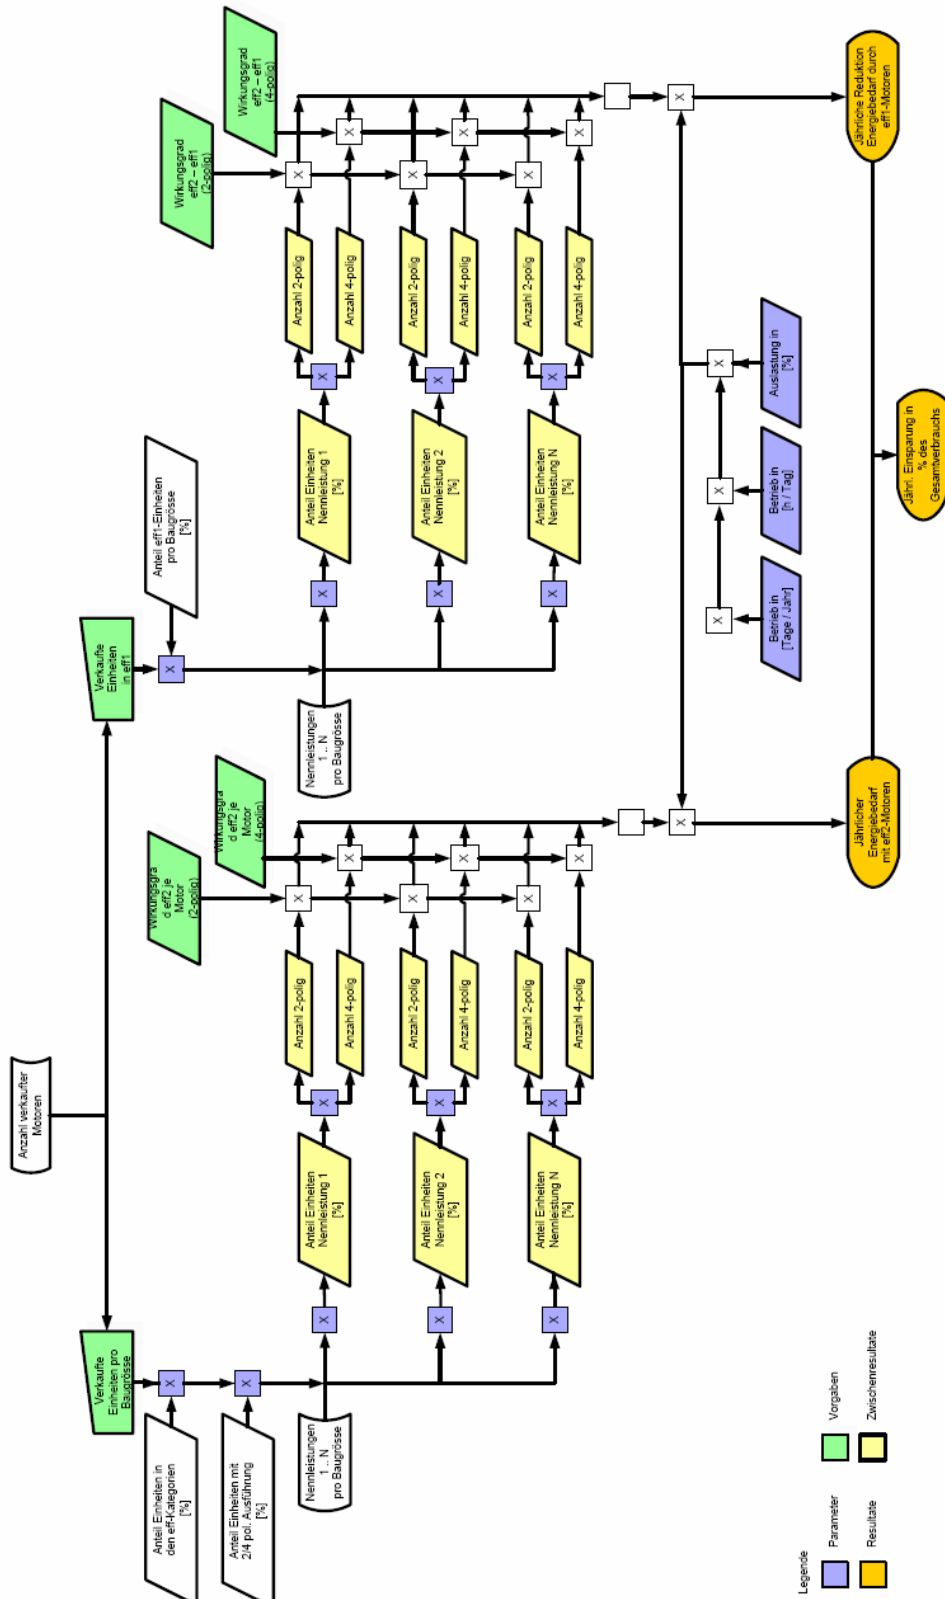 Anzahl verkaufter
Motoren
Verkaufte
Einheiten pro
Baugrösse
Verkaufte
Einheiten
in eff1
Anteil Einheiten in
den eff-Kategorien
[%]
X
Anteil Einheiten mit
2/4 pol. Ausführung
[%]
X
Nennleistungen
1 .. N
pro Baugrösse
X
X
X
Anteil Einheiten
Nennleistung 1
[%]
Anteil Einheiten
Nennleistung 2
[%]
Anteil Einheiten
Nennleistung N
[%]
X
X
X
Anzahl 2-polig
Anzahl 4-polig
Anzahl 2-polig
Anzahl 4-polig
Anzahl 2-polig
Anzahl 4-polig
Wirkungsgra
d eff2 je
Motor
(2-polig)
Wirkungsgra
d eff2 je
Motor
(4-polig)
X
X
X
X
X
X
X
Anteil eff1-Einheiten
pro Baugrösse
[%]
X
Nennleistungen
1 .. N
pro Baugrösse
X
X
X
Anteil Einheiten
Nennleistung 1
[%]
Anteil Einheiten
Nennleistung 2
[%]
Anteil Einheiten
Nennleistung N
[%]
X
X
X
Anzahl 2-polig
Anzahl 4-polig
Anzahl 2-polig
Anzahl 4-polig
Anzahl 2-polig
Anzahl 4-polig
Wirkungsgrad
eff2 – eff1
(2-polig)
Wirkungsgrad
eff2 – eff1
(4-polig)
X
X
X
X
X
X
X
X
X
X
Betrieb in
[Tage / Jahr]
Betrieb in
[h / Tag]
Auslastung in
[%]
Jährlicher
Energiebedarf
mit eff2-Motoren
Jährliche Reduktion
Energiebedarf durch
eff1-Motoren
Jährl. Einsparung in
% des
Gesamtverbrauchs
Legende
Parameter
Vorgaben
Resultate
Zwischenresultate